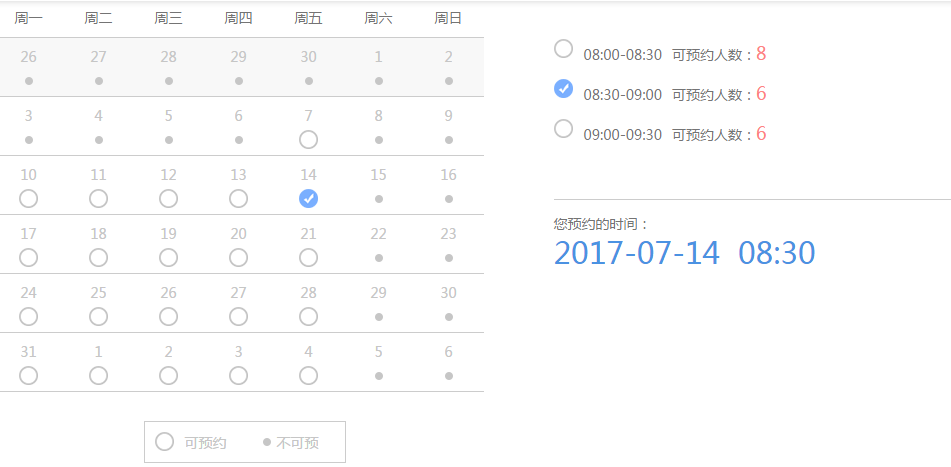 周一 周二 周三 周四 周五 周六 周日
26 27 28 29 30 1 2
3 4 5 6 7 8 9
10 11 12 13 14 15 16
17 18 19 20 21 22 23
24 25 26 27 28 29 30
31 1 2 3 4 5 6
可预约 不可预
08:00-08:30 可预约人数：8
08:30-09:00 可预约人数：6
09:00-09:30 可预约人数：6
您预约的时间：
2017-07-14 08:30